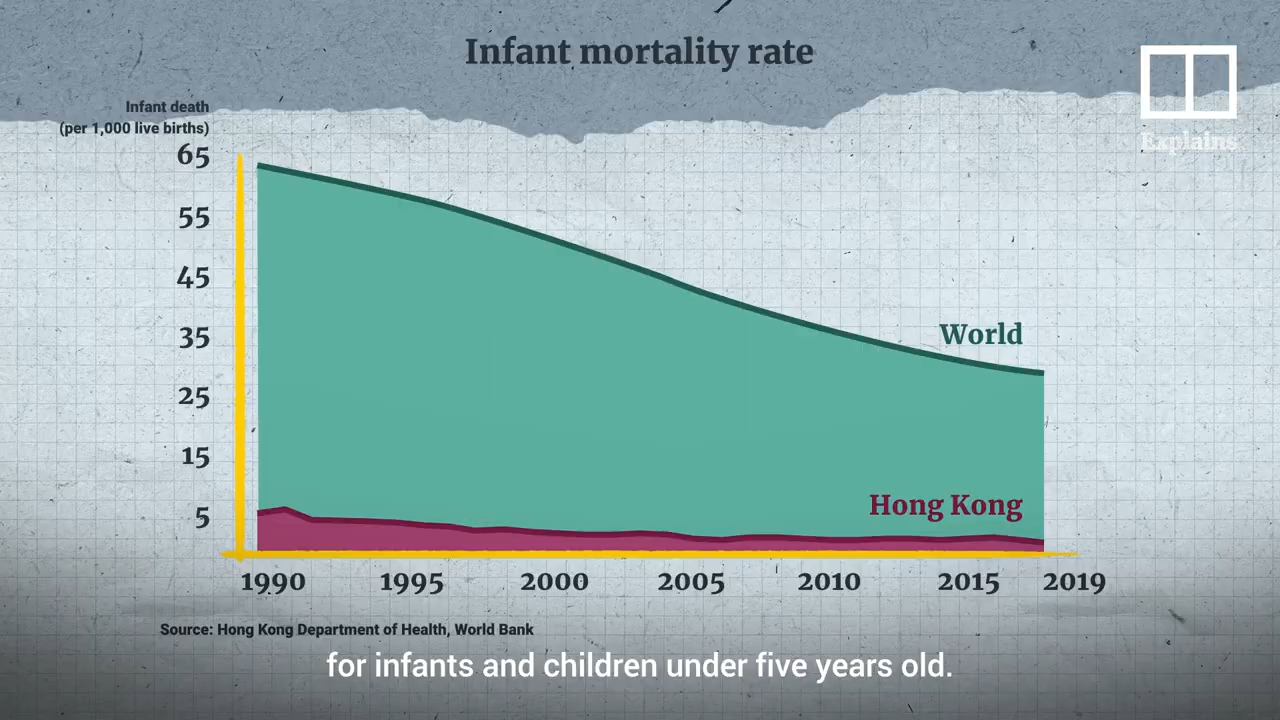 Infant mortality rate
Explains
Infant death
(per 1,000 live births)
65
55
45
35
25
15
5
World
Hong Kong
1990 1995 2000 2005 2010 2015 2019
Source: Hong Kong Department of Health, World Bank
for infants and children under five years old.